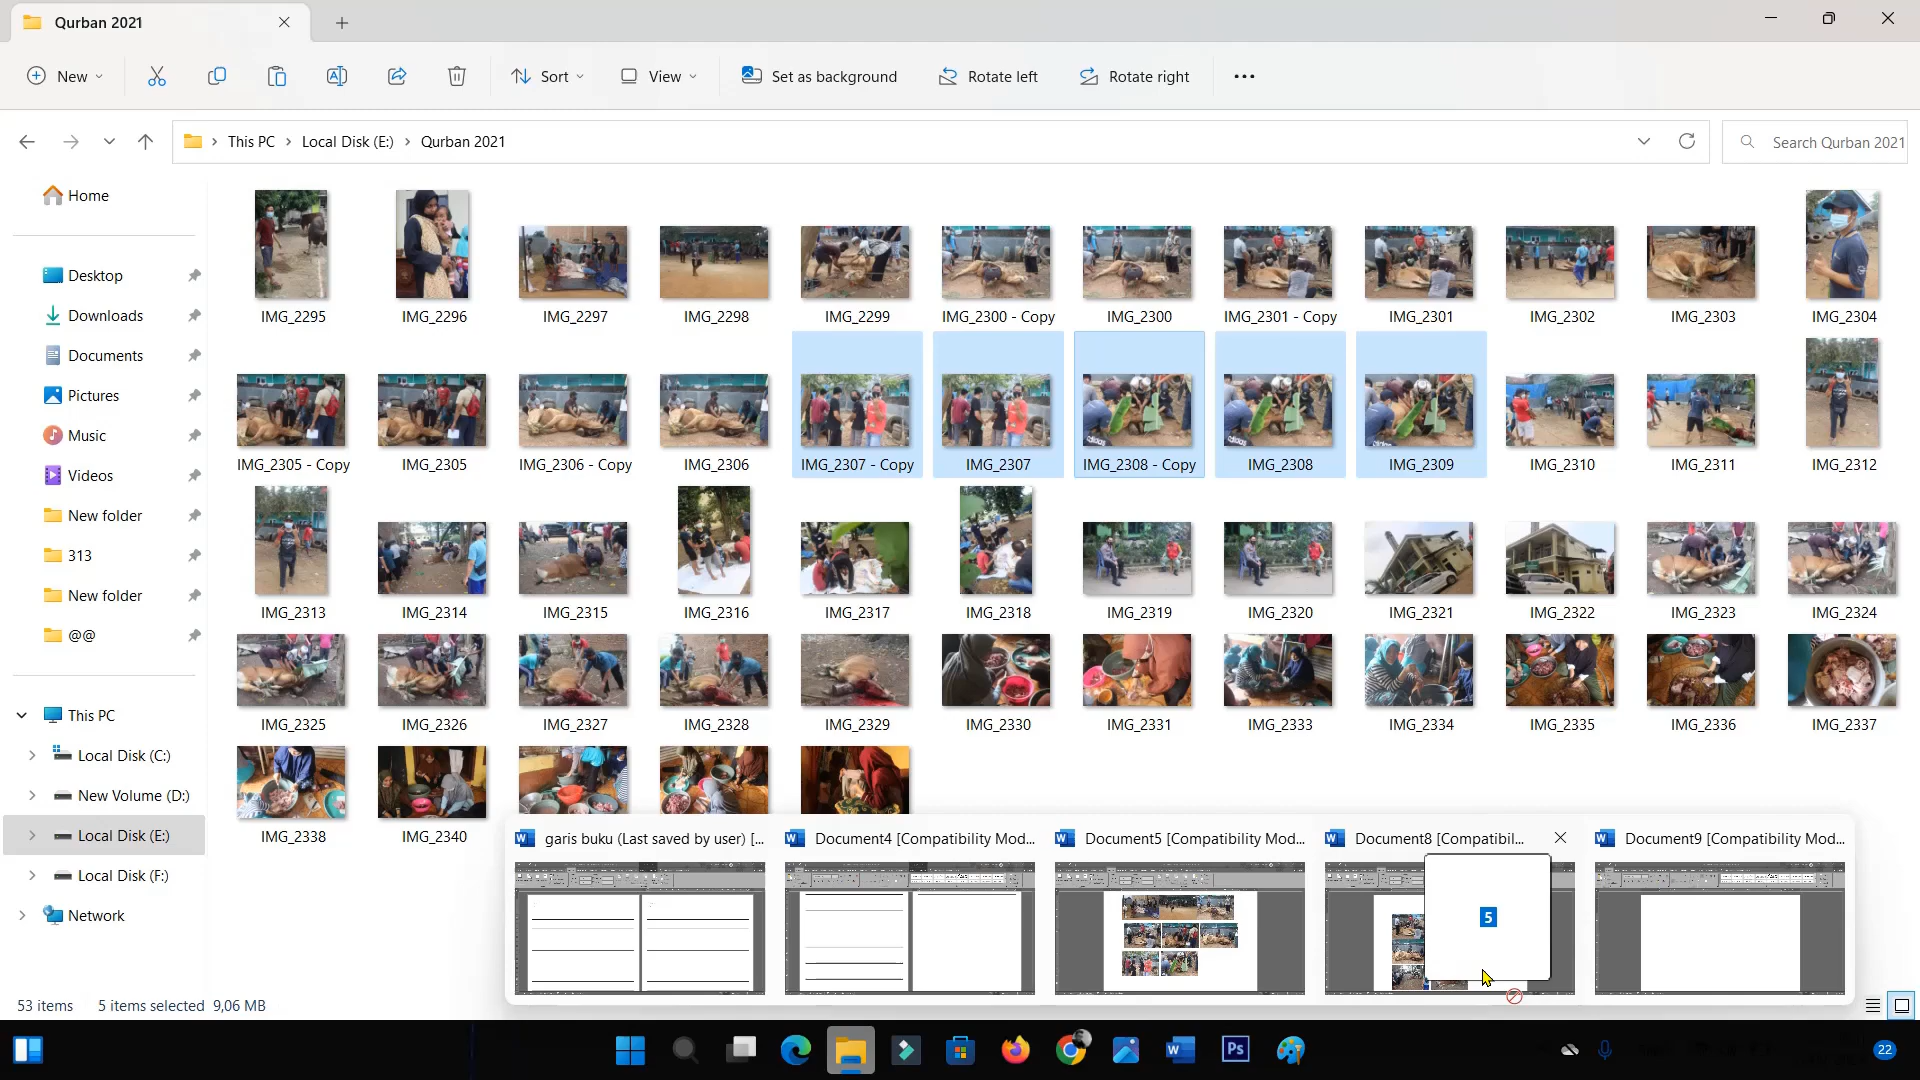 Qurban 2021
New
Sort
View
Set as background
Rotate left
Rotate right
This PC
Local Disk (E:)
Qurban 2021
Search Qurban 2021
Home
Desktop
Downloads
Documents
Pictures
Music
Videos
New folder
313
New folder
@@
This PC
Local Disk (C:)
New Volume (D:)
Local Disk (E:)
Local Disk (F:)
Network
IMG_2295
IMG_2296
IMG_2297
IMG_2298
IMG_2299
IMG_2300 - Copy
IMG_2300
IMG_2301 - Copy
IMG_2301
IMG_2302
IMG_2303
IMG_2304
IMG_2305 - Copy
IMG_2305
IMG_2306 - Copy
IMG_2306
IMG_2307 - Copy
IMG_2307
IMG_2308 - Copy
IMG_2308
IMG_2309
IMG_2310
IMG_2311
IMG_2312
IMG_2313
IMG_2314
IMG_2315
IMG_2316
IMG_2317
IMG_2318
IMG_2319
IMG_2320
IMG_2321
IMG_2322
IMG_2323
IMG_2324
IMG_2325
IMG_2326
IMG_2327
IMG_2328
IMG_2329
IMG_2330
IMG_2331
IMG_2333
IMG_2334
IMG_2335
IMG_2336
IMG_2337
IMG_2338
IMG_2340
garis buku (Last saved by user) [...
Document4 [Compatibility Mod...
Document5 [Compatibility Mod...
Document8 [Compatibil...
Document9 [Compatibility Mod...
5
53 items
5 items selected 9,06 MB
Ps
22